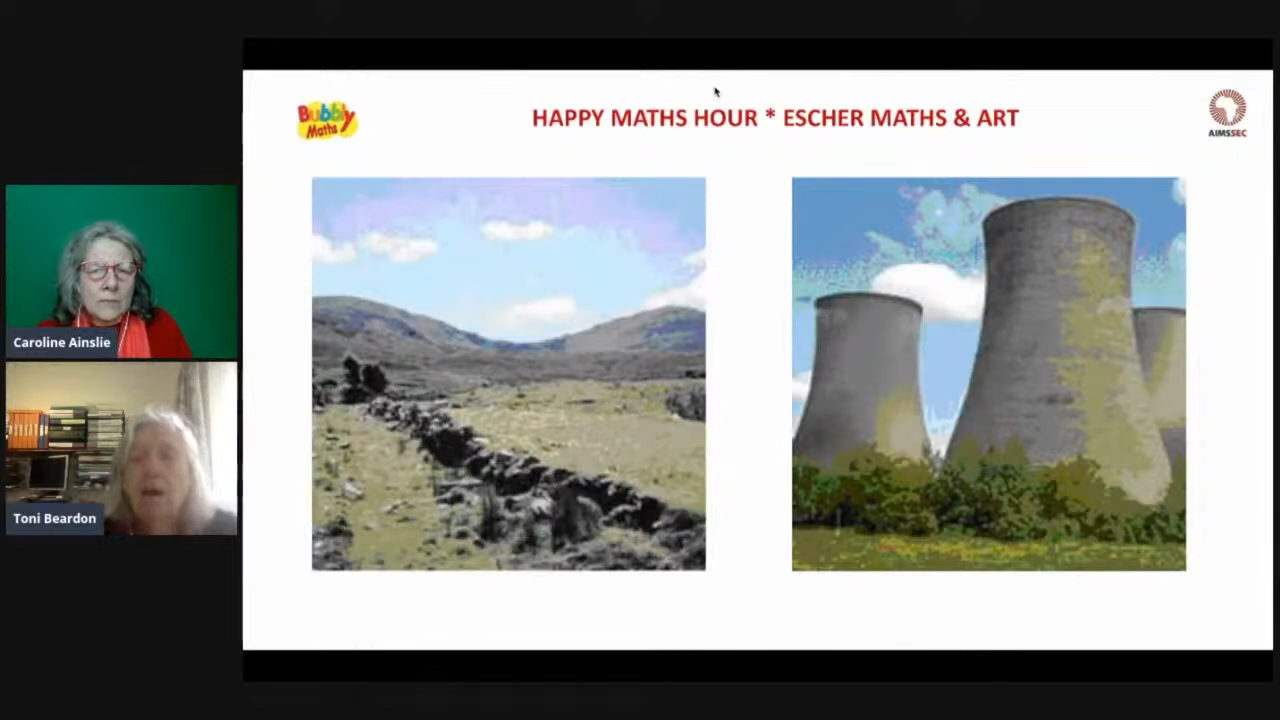 Bubbly
Maths
HAPPY MATHS HOUR * ESCHER MATHS & ART
AIMSSEC
Caroline Ainslie
Toni Beardon